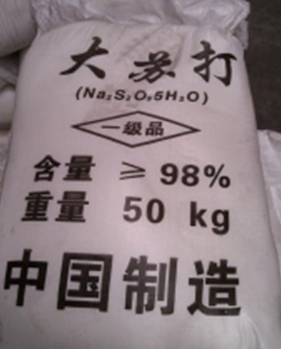 大苏打
(Na₂S₂O₃5H₂O)
一级品
含量 ≥ 98%
重量 50 kg
中国制造